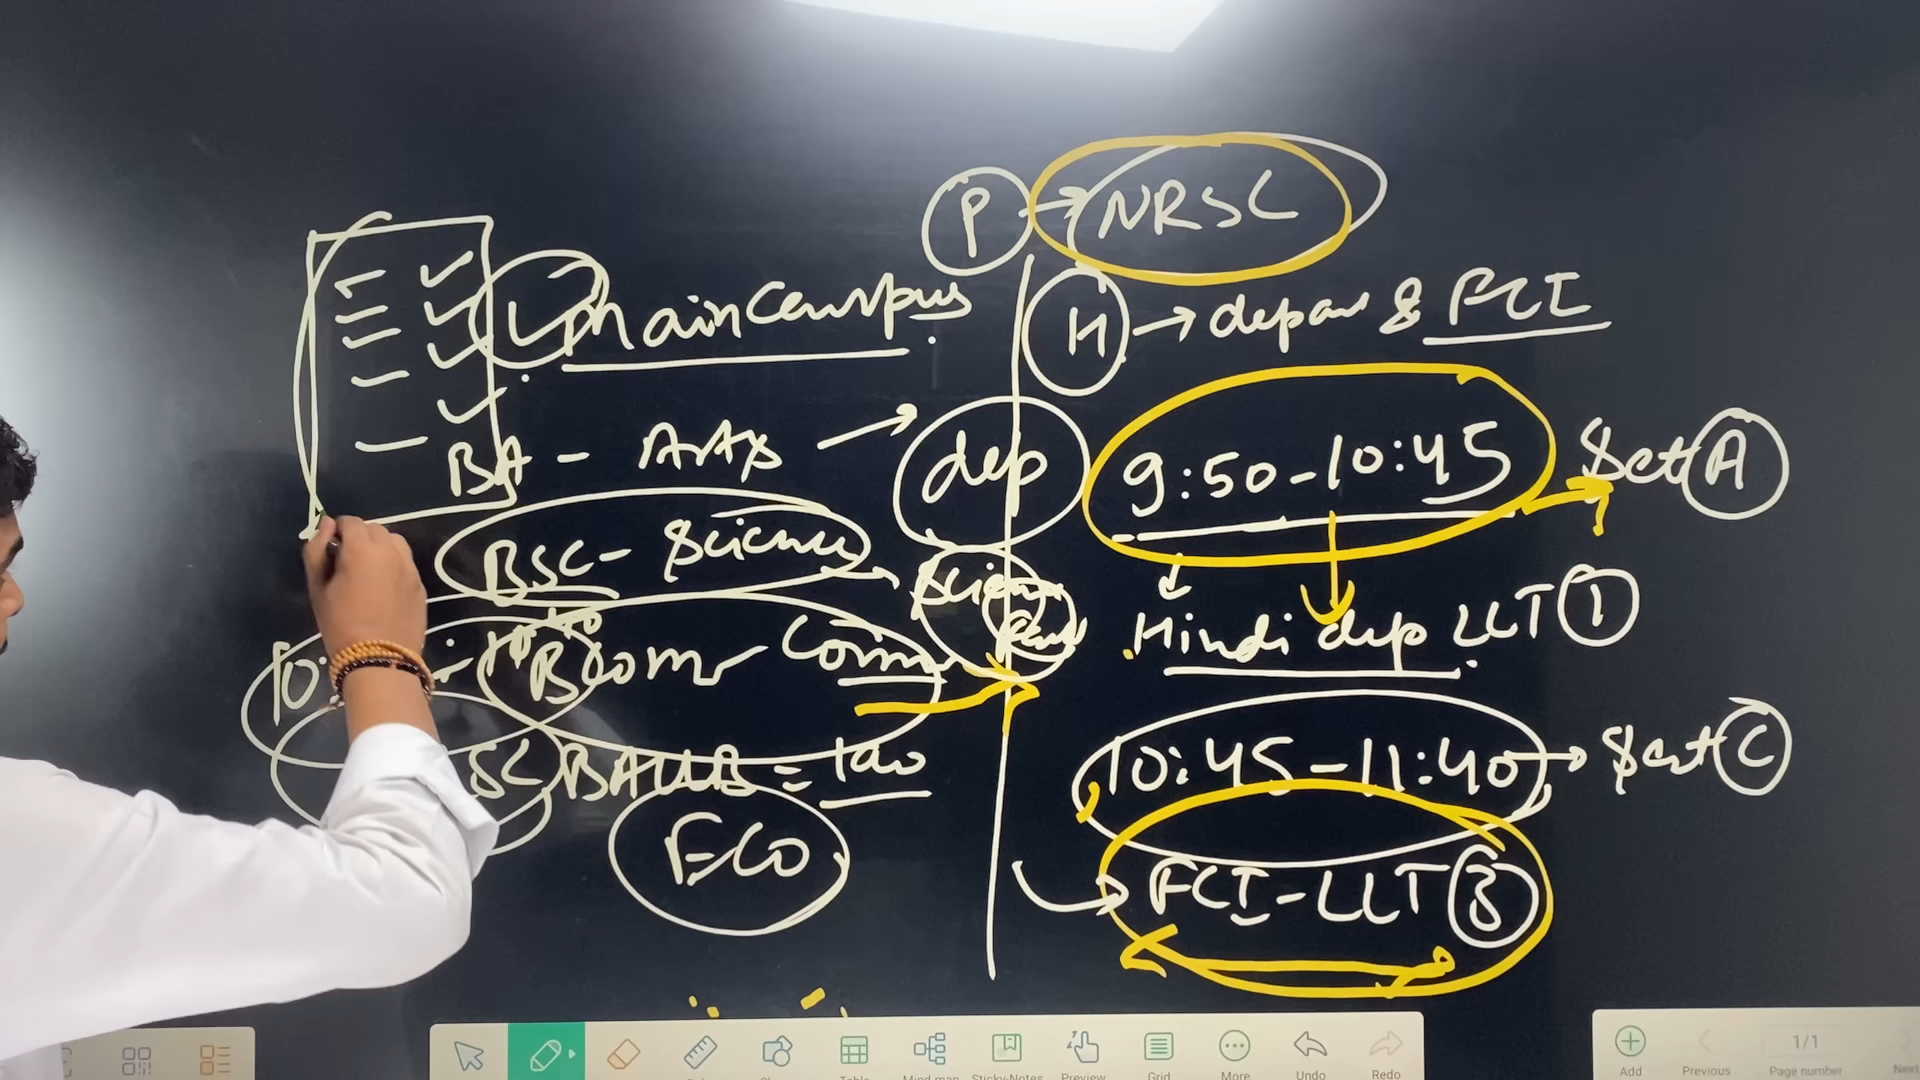 P → NRSC
Main Campus
H → depar & FCI
BA - Arts → dep
9:50-10:45
Set A
BSC - Science → Science
Hindi dep LLT 1
BCom - Comm
10:45-11:40 → Set C
BALLB = Law
ECO
FCI-LLT 3
Mind map
Sticky-Notes
Preview
Grid
More
Undo
Redo
Add
Previous
1/1
Page number
Next